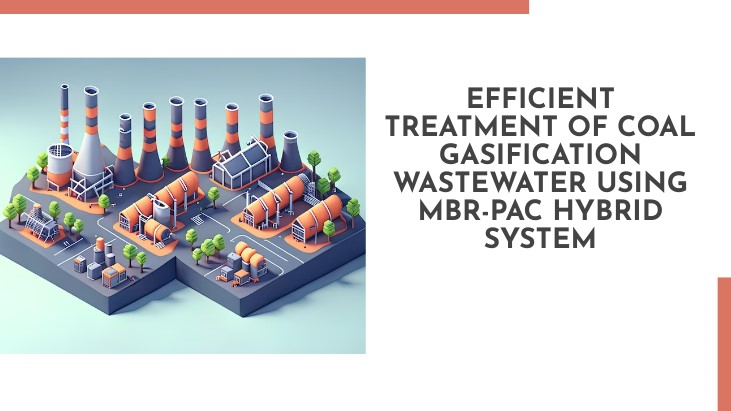 EFFICIENT
TREATMENT OF COAL
GASIFICATION
WASTEWATER USING
MBR-PAC HYBRID
SYSTEM